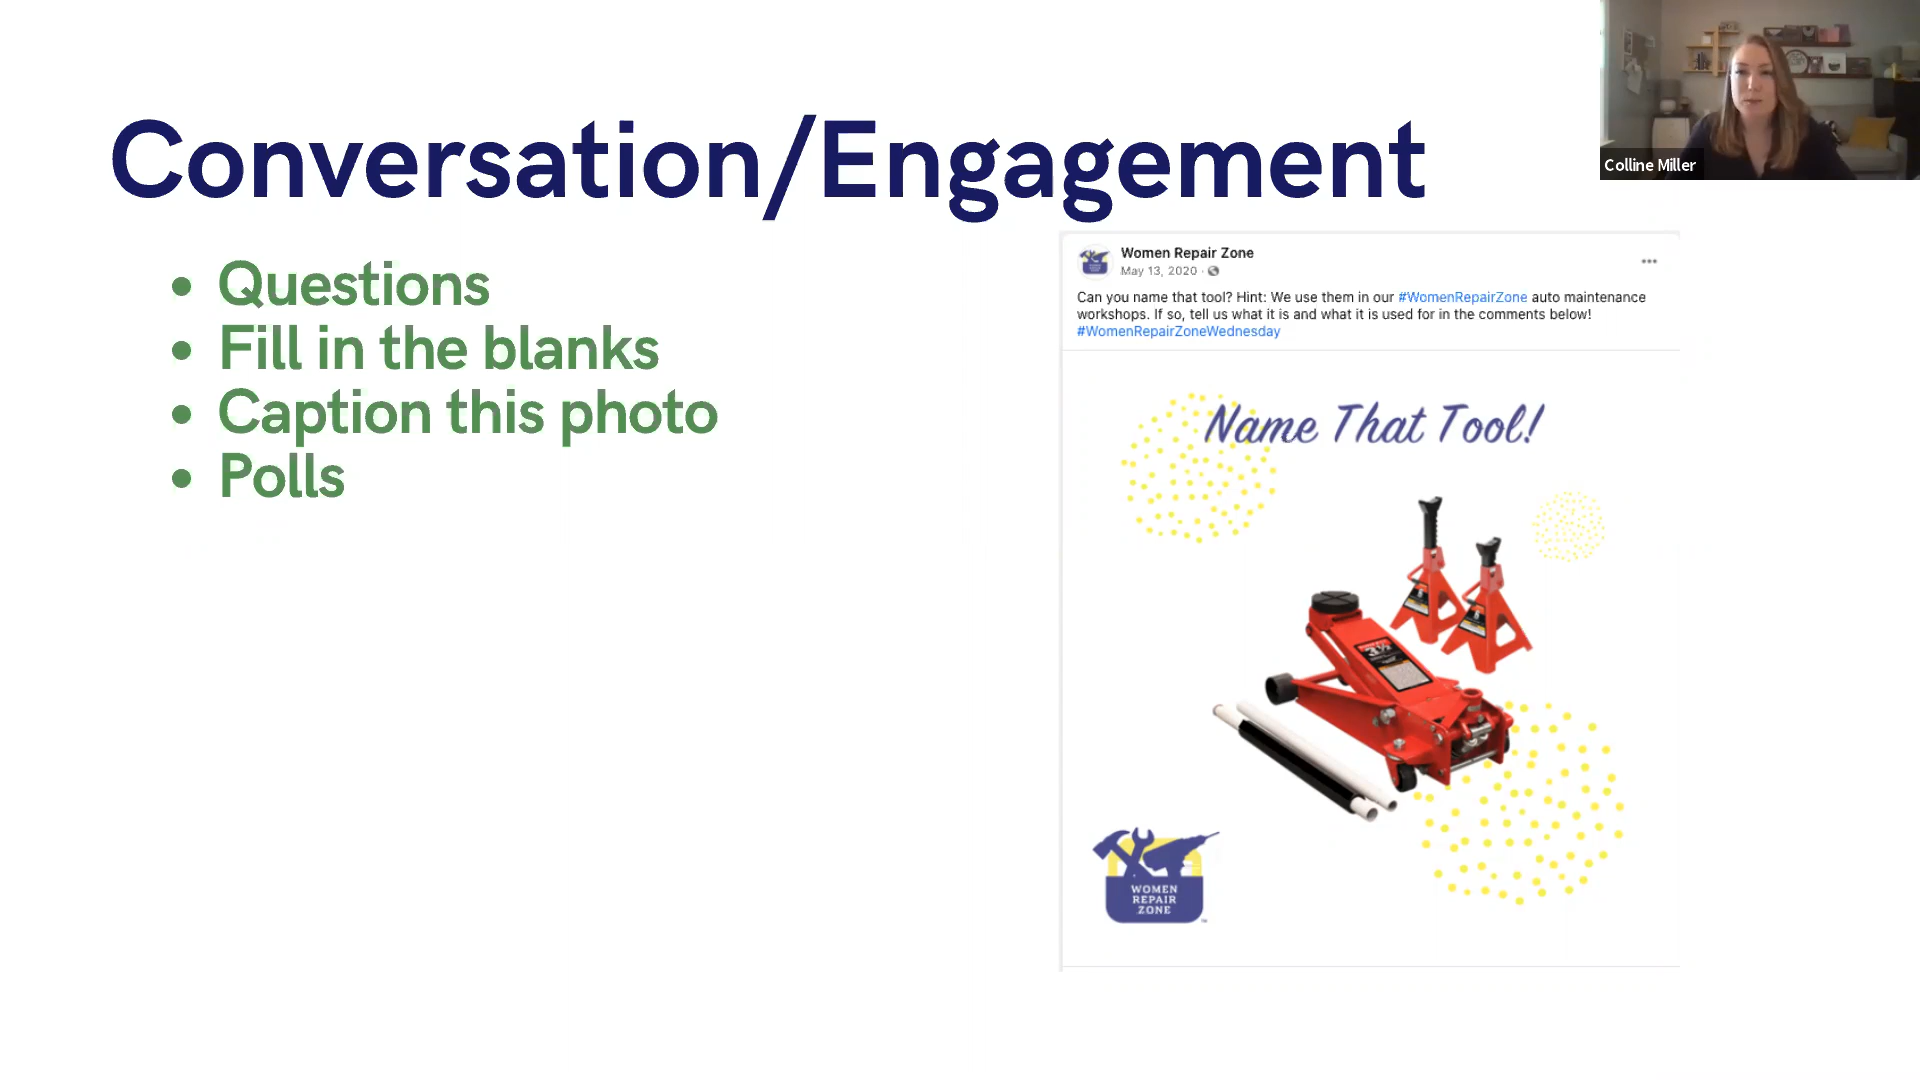 Conversation/Engagement
Colline Miller
• Questions
• Fill in the blanks
• Caption this photo
• Polls
Women Repair Zone
May 13, 2020 ·
Can you name that tool? Hint: We use them in our #WomenRepairZone auto maintenance
workshops. If so, tell us what it is and what it is used for in the comments below!
#WomenRepairZoneWednesday
Name That Tool!
WOMEN
REPAIR
ZONE